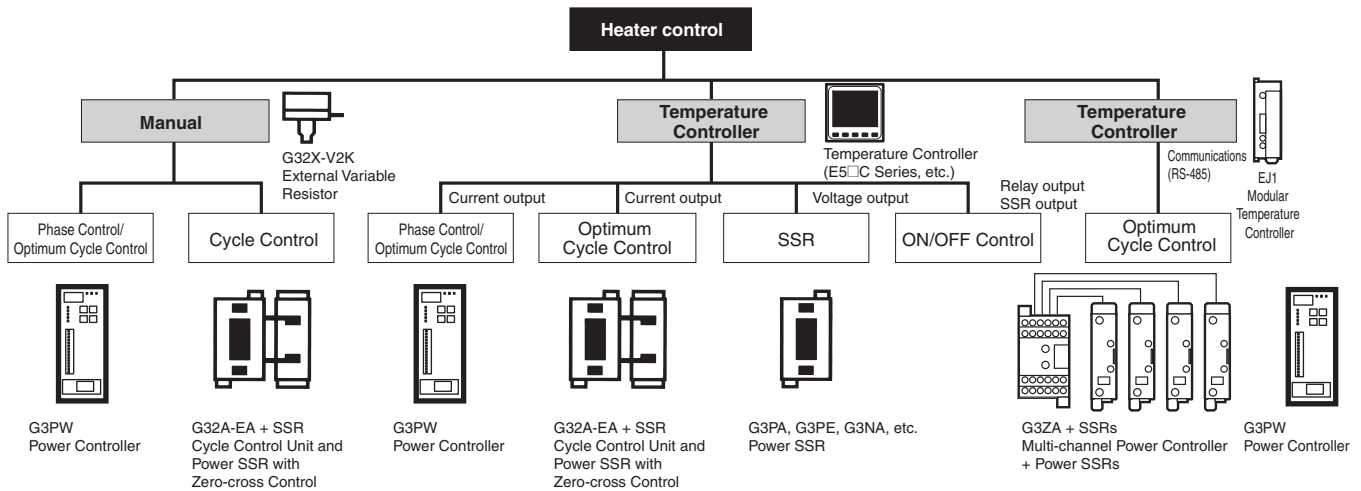 Heater control
Manual
G32X-V2K
External Variable
Resistor
Temperature
Controller
Temperature Controller
(E5□C Series, etc.)
Temperature
Controller
Communications
(RS-485)
EJ1
Modular
Temperature
Controller
Current output
Current output
Voltage output
Relay output
SSR output
Phase Control/
Optimum Cycle Control
Cycle Control
Phase Control/
Optimum Cycle Control
Optimum
Cycle Control
SSR
ON/OFF Control
Optimum
Cycle Control
G3PW
Power Controller
G32A-EA + SSR
Cycle Control Unit and
Power SSR with
Zero-cross Control
G3PW
Power Controller
G32A-EA + SSR
Cycle Control Unit and
Power SSR with
Zero-cross Control
G3PA, G3PE, G3NA, etc.
Power SSR
G3ZA + SSRs
Multi-channel Power Controller
+ Power SSRs
G3PW
Power Controller